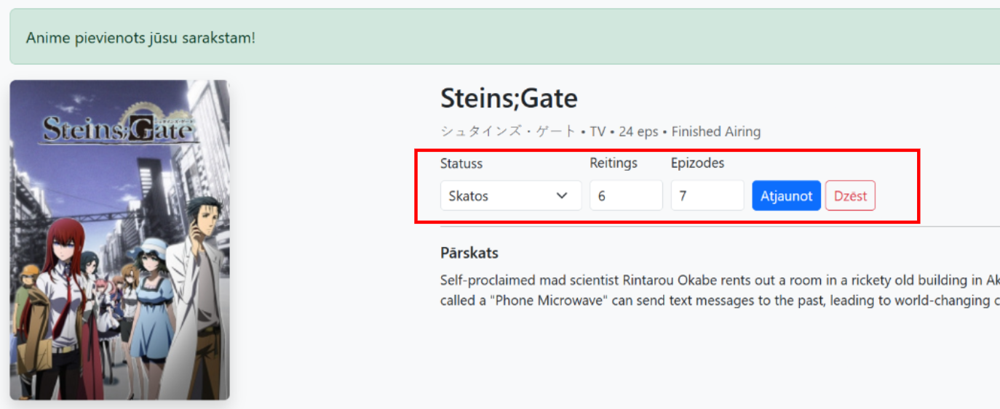 Anime pievienots jūsu sarakstam!
Steins;Gate
Steins;Gate
シュタインズ・ゲート • TV • 24 eps • Finished Airing
Statuss Reitings Epizodes
Skatos 6 7 Atjaunot Dzēst
Pārskats
Self-proclaimed mad scientist Rintarou Okabe rents out a room in a rickety old building in Ak
called a "Phone Microwave" can send text messages to the past, leading to world-changing c